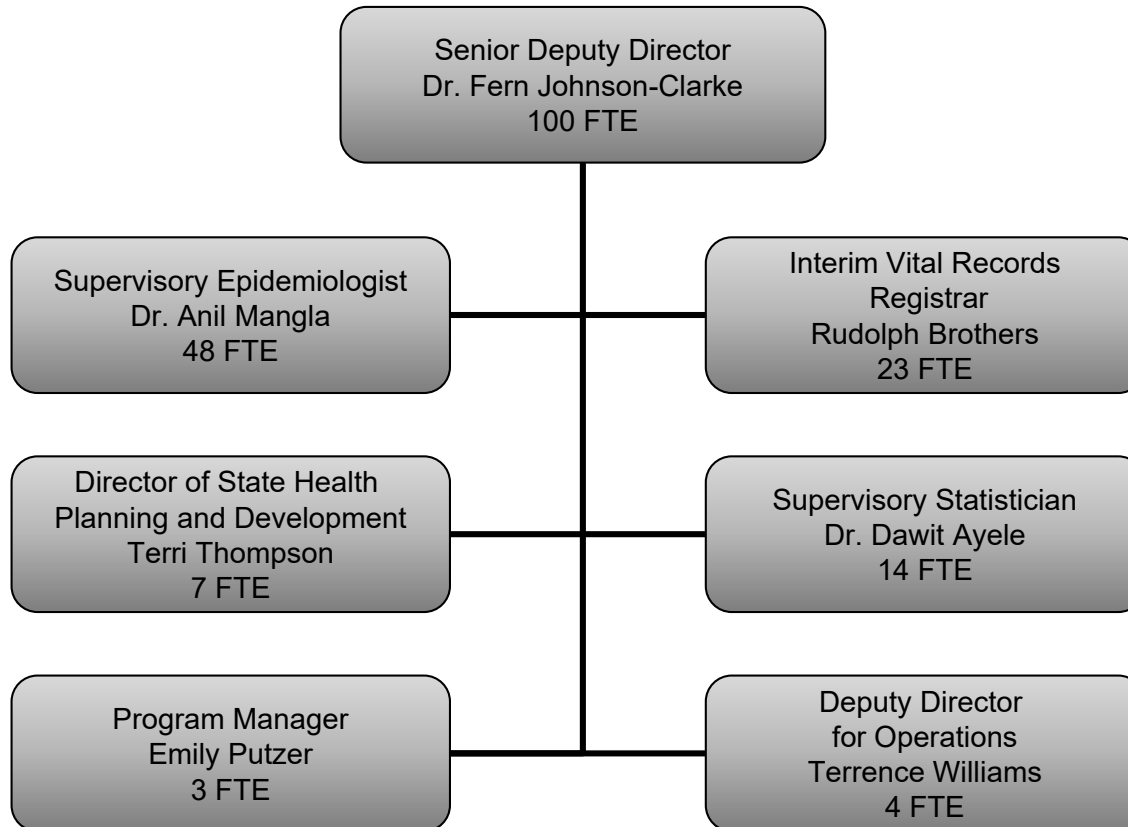 Senior Deputy Director
Dr. Fern Johnson-Clarke
100 FTE
Supervisory Epidemiologist
Dr. Anil Mangla
48 FTE
Interim Vital Records
Registrar
Rudolph Brothers
23 FTE
Director of State Health
Planning and Development
Terri Thompson
7 FTE
Supervisory Statistician
Dr. Dawit Ayele
14 FTE
Program Manager
Emily Putzer
3 FTE
Deputy Director
for Operations
Terrence Williams
4 FTE